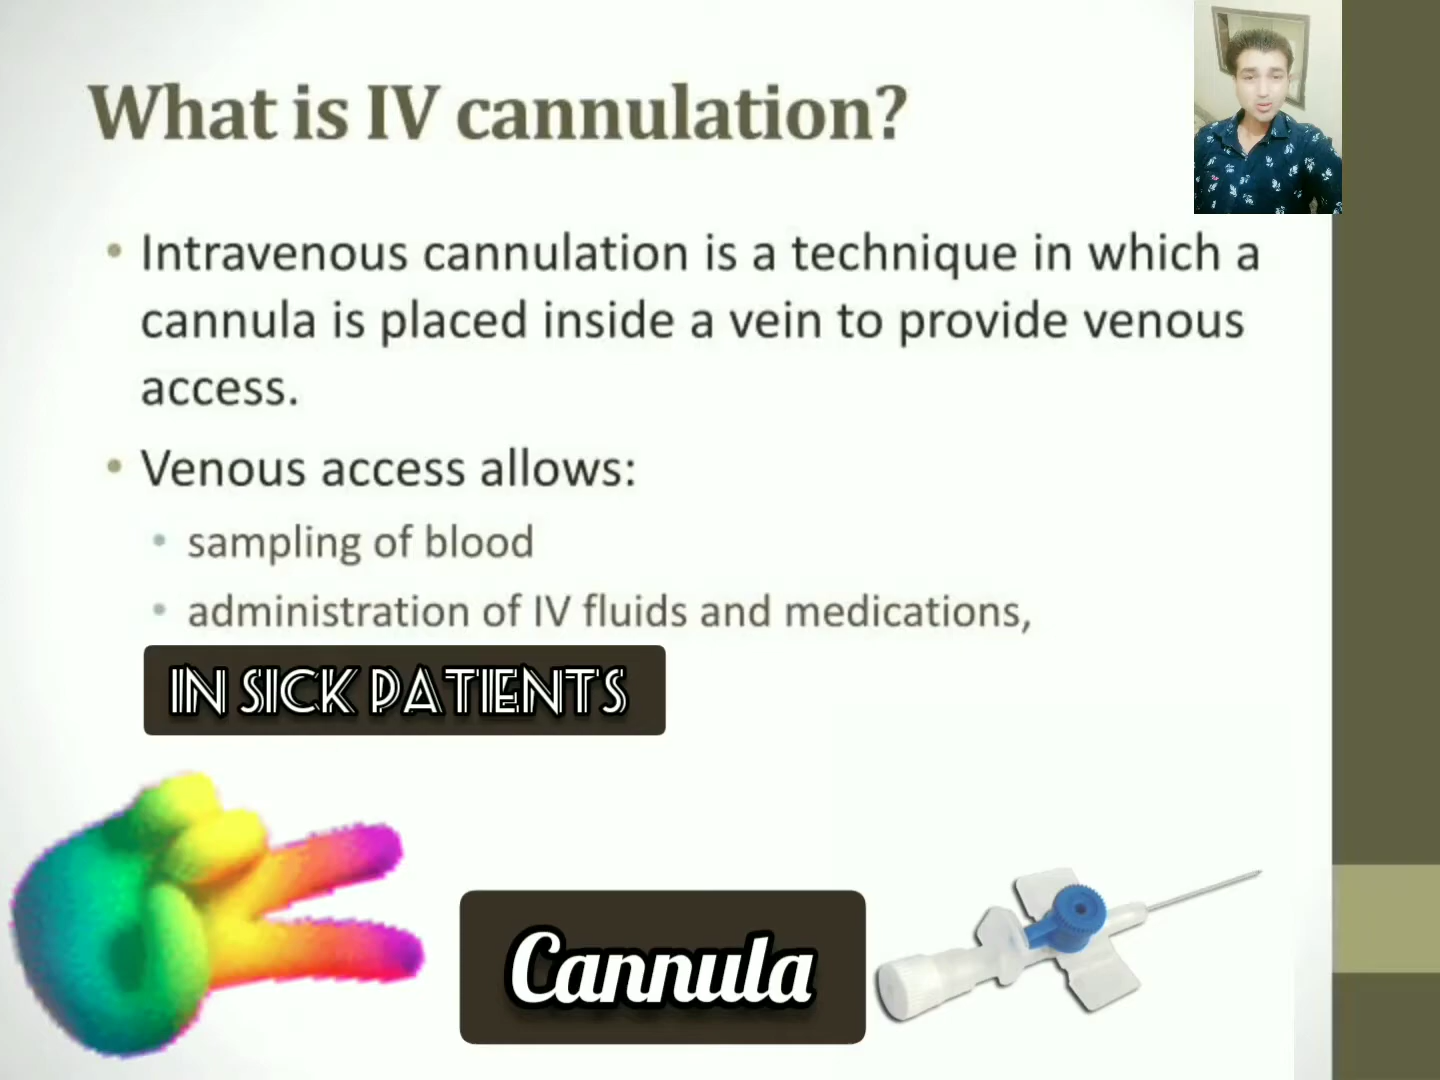 What is IV cannulation?
• Intravenous cannulation is a technique in which a
cannula is placed inside a vein to provide venous
access.
• Venous access allows:
• sampling of blood
• administration of IV fluids and medications,
IN SICK PATIENTS
Cannula